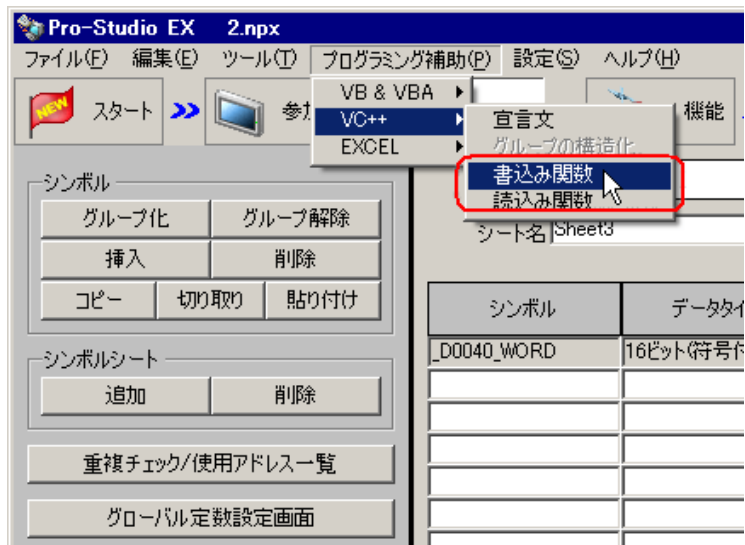 Pro-Studio EX 2.npx
ファイル(F) 編集(E) ツール(T) プログラミング補助(P) 設定(S) ヘルプ(H)
NEW スタート 参 機能
VB & VBA
VC++
EXCEL
宣言文
グループの構造化
書込み関数
読込み関数
シート名 Sheet3
シンボル
グループ化 グループ解除
挿入 削除
コピー 切り取り 貼り付け
シンボルシート
追加 削除
重複チェック/使用アドレス一覧
グローバル定数設定画面
シンボル データタイ
_D0040_WORD 16ビット(符号付